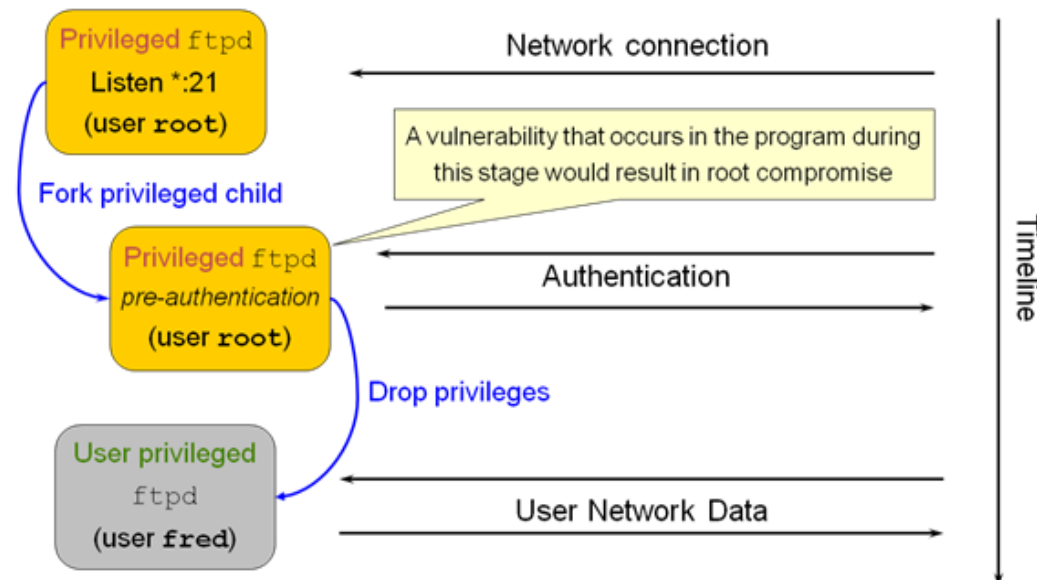 Privileged ftpd
Listen *:21
(user root)
Network connection
A vulnerability that occurs in the program during
this stage would result in root compromise
Fork privileged child
Privileged ftpd
pre-authentication
(user root)
Authentication
Timeline
Drop privileges
User privileged
ftpd
(user fred)
User Network Data